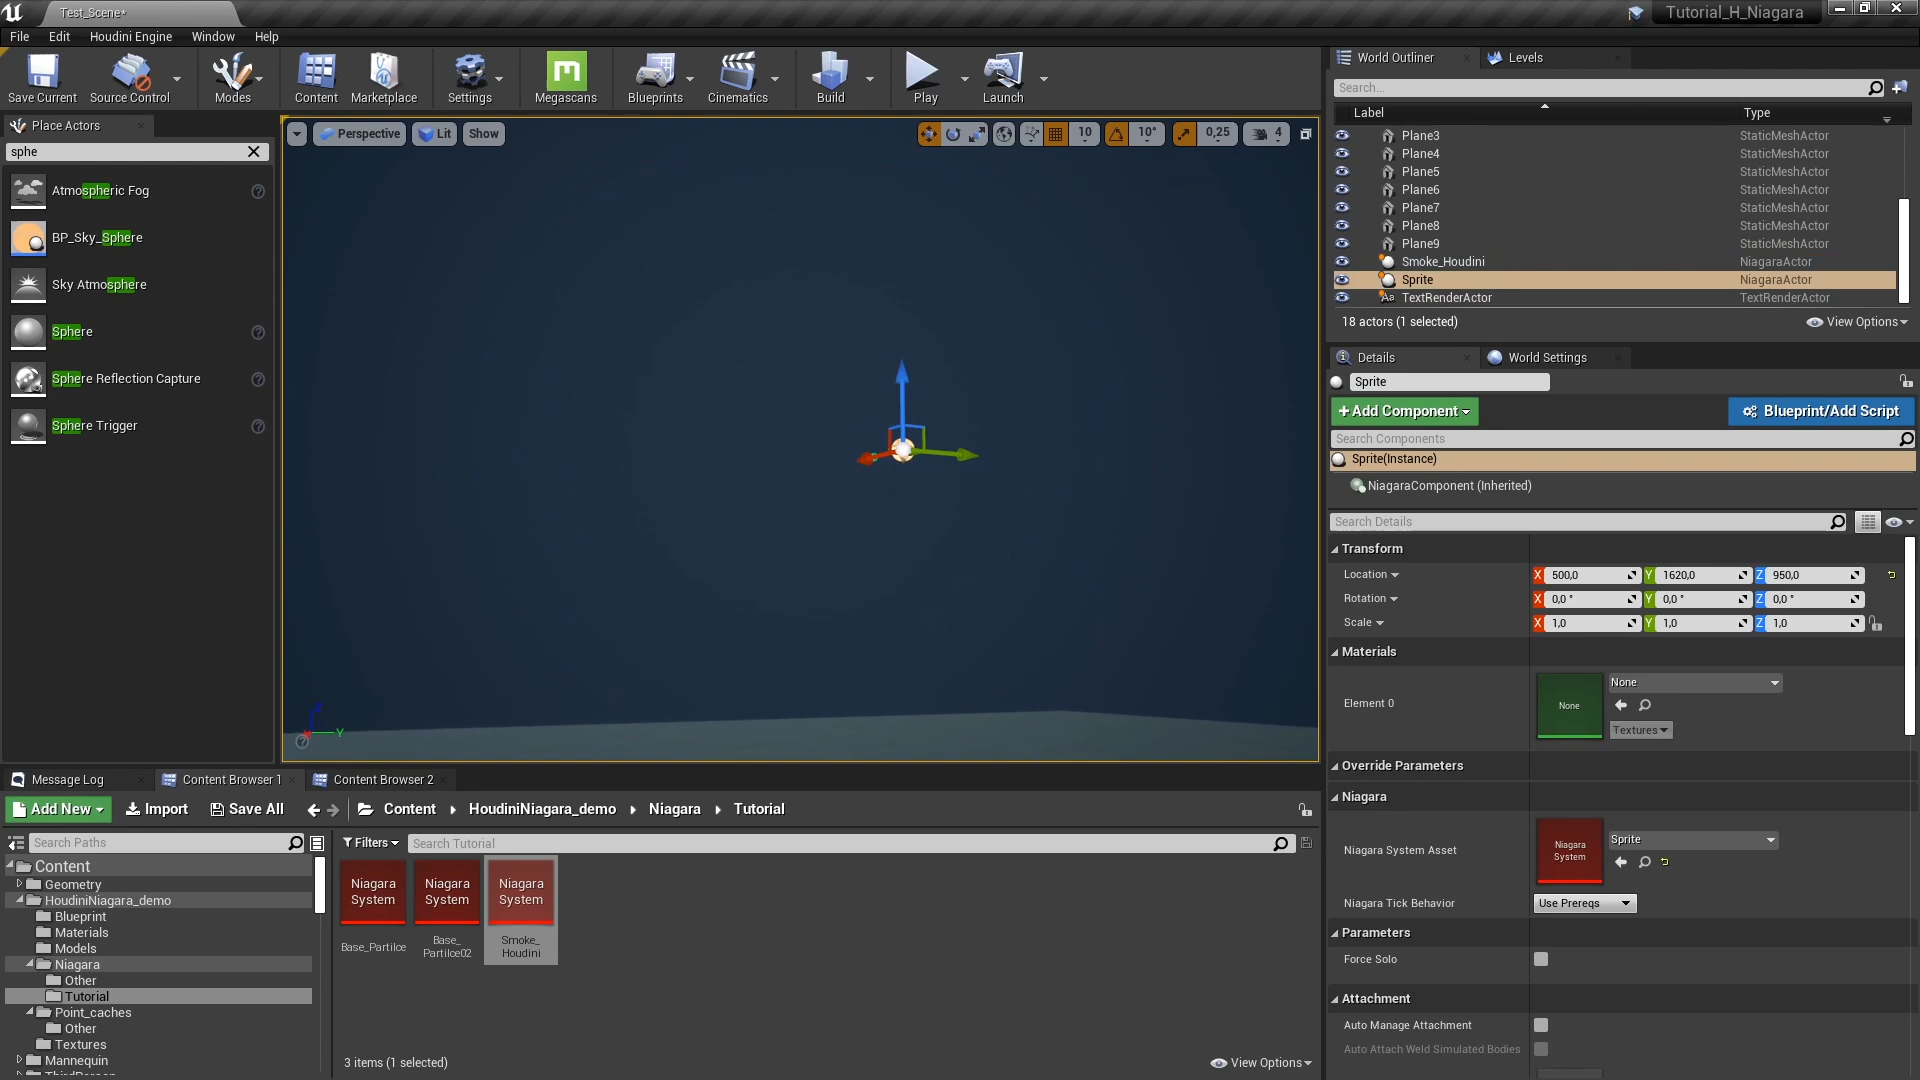 Test_Scene*
Tutorial_H_Niagara
File Edit Houdini Engine Window Help
Save Current
Source Control
Modes
Content
Marketplace
Settings
Megascans
Blueprints
Cinematics
Build
Play
Launch
Place Actors
sphe
Atmospheric Fog
BP_Sky_Sphere
Sky Atmosphere
Sphere
Sphere Reflection Capture
Sphere Trigger
Perspective
Lit
Show
10
10°
0,25
4
Y
World Outliner
Levels
Search...
Label
Type
Plane3 StaticMeshActor
Plane4 StaticMeshActor
Plane5 StaticMeshActor
Plane6 StaticMeshActor
Plane7 StaticMeshActor
Plane8 StaticMeshActor
Plane9 StaticMeshActor
Smoke_Houdini NiagaraActor
Sprite NiagaraActor
TextRenderActor TextRenderActor
18 actors (1 selected)
View Options
Details
World Settings
Sprite
+Add Component
Blueprint/Add Script
Search Components
Sprite(Instance)
NiagaraComponent (Inherited)
Search Details
Transform
Location X 500,0 Y 1620,0 Z 950,0
Rotation X 0,0 ° Y 0,0 ° Z 0,0 °
Scale X 1,0 Y 1,0 Z 1,0
Materials
Element 0
None
None
Textures
Override Parameters
Niagara
Niagara System Asset
Niagara System
Sprite
Niagara Tick Behavior
Use Prereqs
Parameters
Force Solo
Attachment
Auto Manage Attachment
Auto Attach Weld Simulated Bodies
Message Log
Content Browser 1
Content Browser 2
Add New
Import
Save All
Content
HoudiniNiagara_demo
Niagara
Tutorial
Search Paths
Filters
Search Tutorial
Content
Geometry
HoudiniNiagara_demo
Blueprint
Materials
Models
Niagara
Other
Tutorial
Point_caches
Other
Textures
Mannequin
Niagara System
Base_Partilce
Niagara System
Base_
Partilce02
Niagara System
Smoke_
Houdini
3 items (1 selected)
View Options